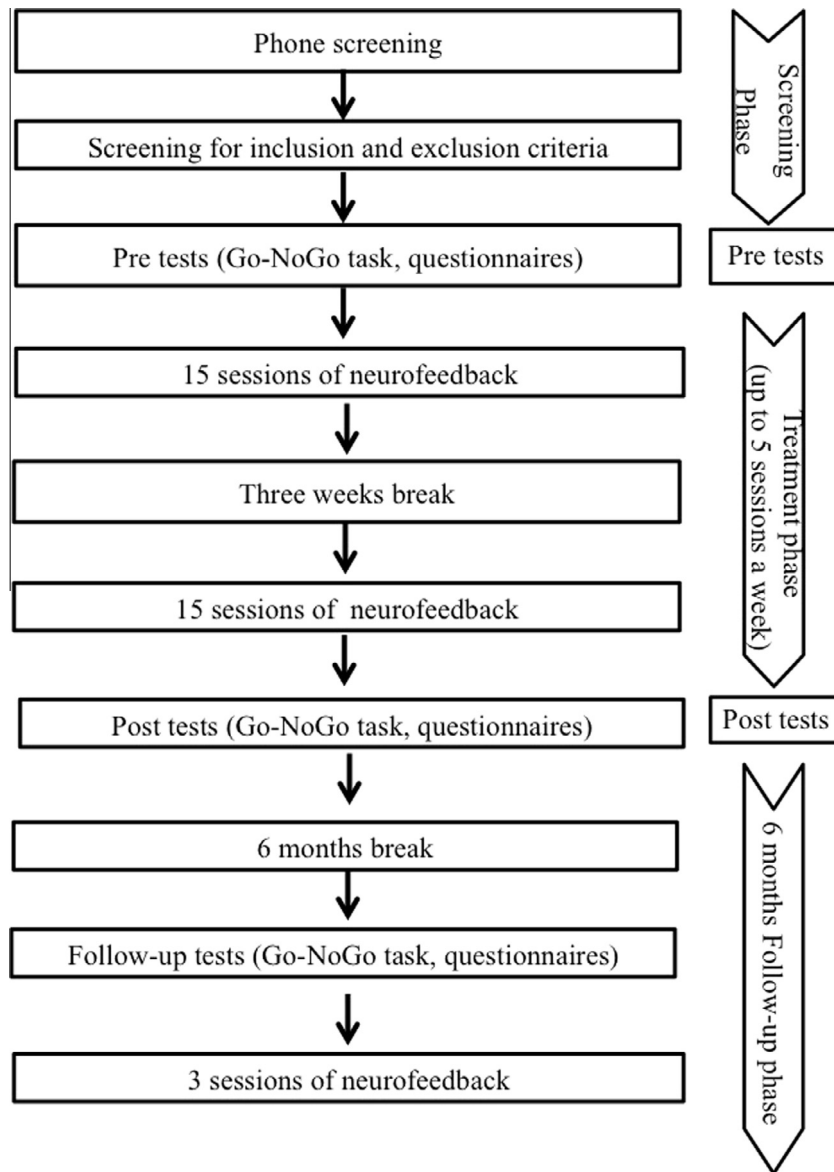 Phone screening
Screening for inclusion and exclusion criteria
Pre tests (Go-NoGo task, questionnaires)
15 sessions of neurofeedback
Three weeks break
15 sessions of neurofeedback
Post tests (Go-NoGo task, questionnaires)
6 months break
Follow-up tests (Go-NoGo task, questionnaires)
3 sessions of neurofeedback
Screening
Phase
Pre tests
Treatment phase
(up to 5 sessions a week)
Post tests
6 months Follow-up phase